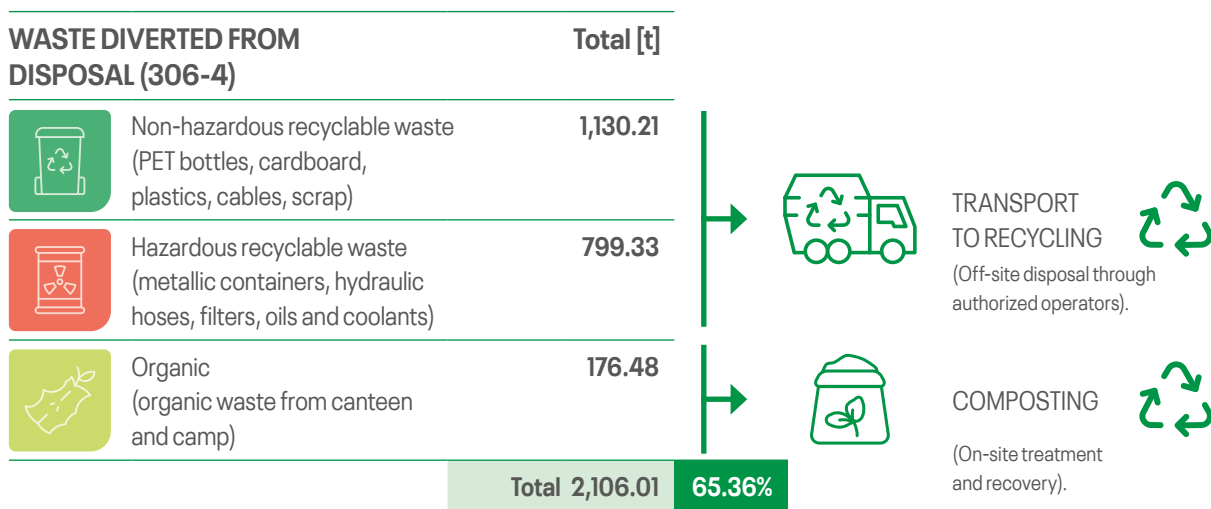 WASTE DIVERTED FROM
DISPOSAL (306-4)
Total [t]
Non-hazardous recyclable waste
(PET bottles, cardboard,
plastics, cables, scrap)
1,130.21
Hazardous recyclable waste
(metallic containers, hydraulic
hoses, filters, oils and coolants)
799.33
TRANSPORT
TO RECYCLING
(Off-site disposal through
authorized operators).
Organic
(organic waste from canteen
and camp)
176.48
COMPOSTING
(On-site treatment
and recovery).
Total 2,106.01 65.36%